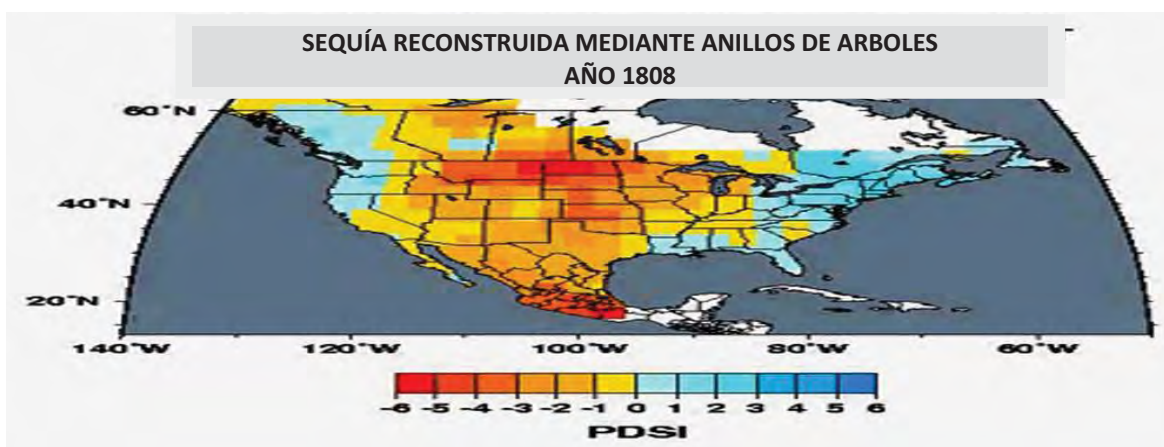 SEQUÍA RECONSTRUIDA MEDIANTE ANILLOS DE ARBOLES
AÑO 1808
60°N
40°N
20°N
140°W 120°W 100°W 80°W 60°W
-6 -5 -4 -3 -2 -1 0 1 2 3 4 5 6
PDSI